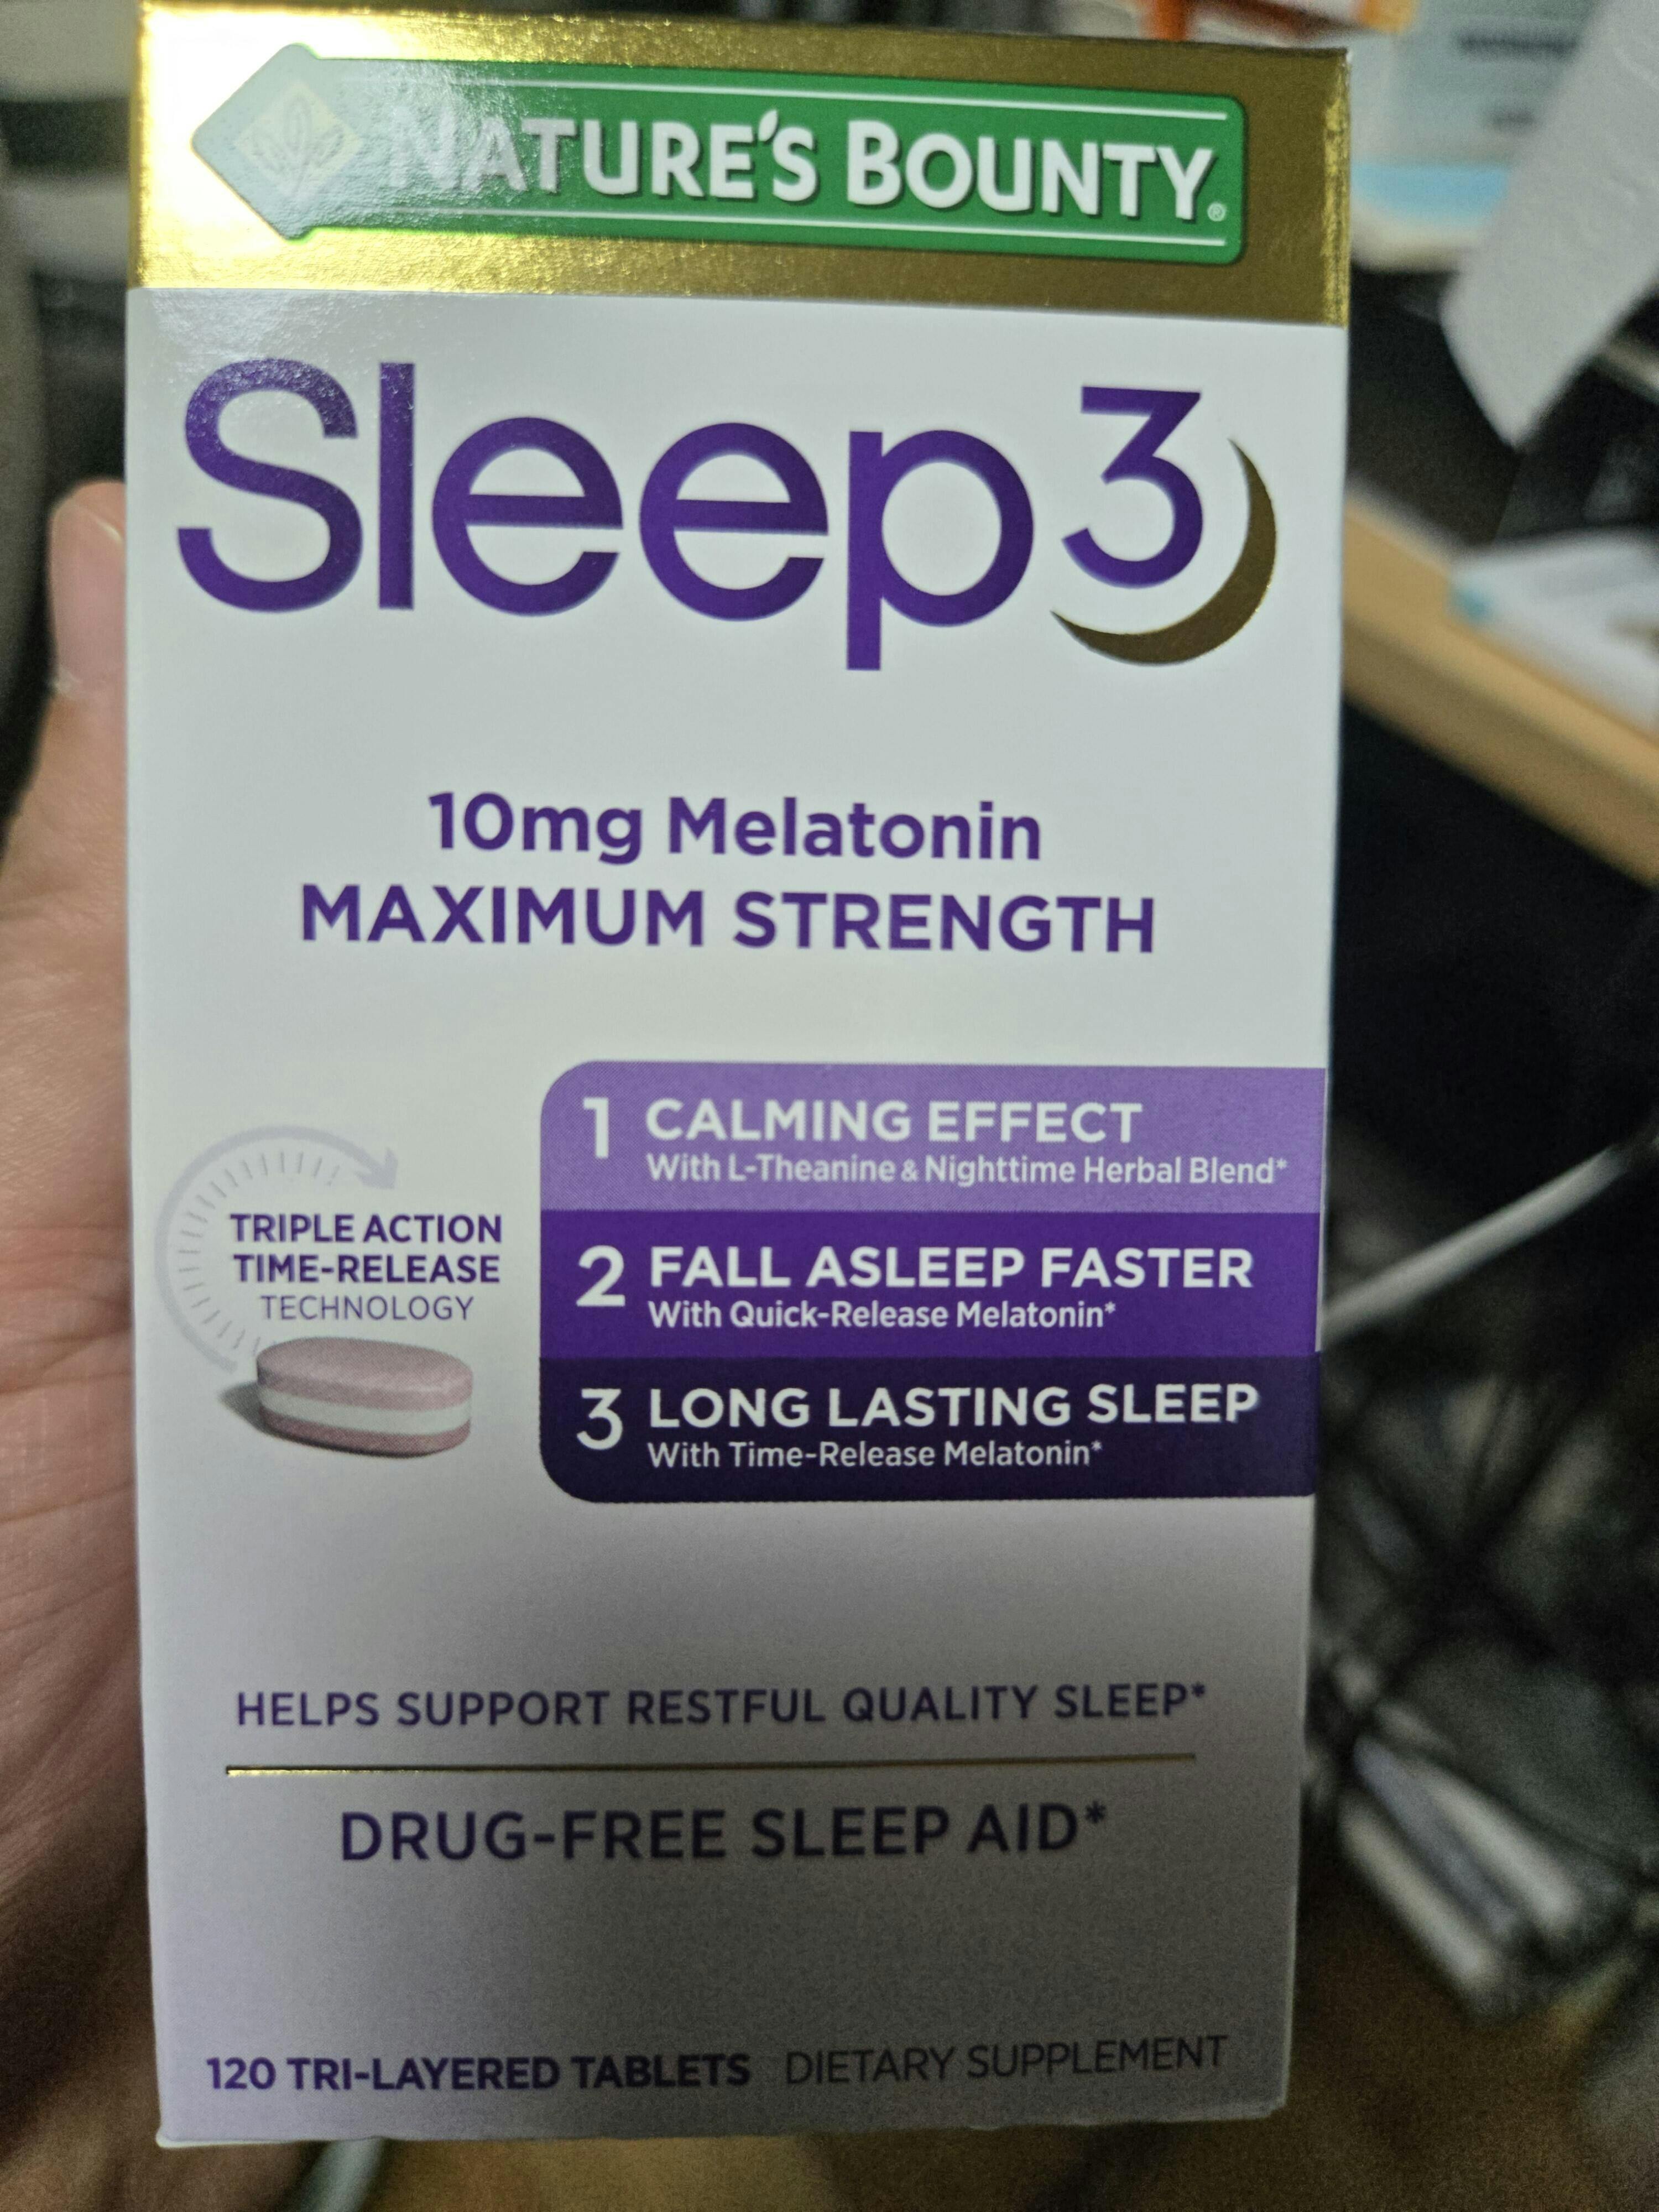 NATURE'S BOUNTY®
Sleep3
10mg Melatonin
MAXIMUM STRENGTH
TRIPLE ACTION
TIME-RELEASE
TECHNOLOGY
1 CALMING EFFECT
With L-Theanine & Nighttime Herbal Blend*
2 FALL ASLEEP FASTER
With Quick-Release Melatonin*
3 LONG LASTING SLEEP
With Time-Release Melatonin*
HELPS SUPPORT RESTFUL QUALITY SLEEP*
DRUG-FREE SLEEP AID*
120 TRI-LAYERED TABLETS DIETARY SUPPLEMENT